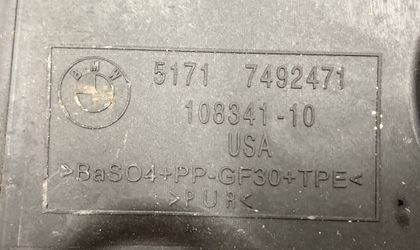 BMW
5171 7492471
108341-10
USA
>BaSO4+PP-GF30+TPE<
>PUR<